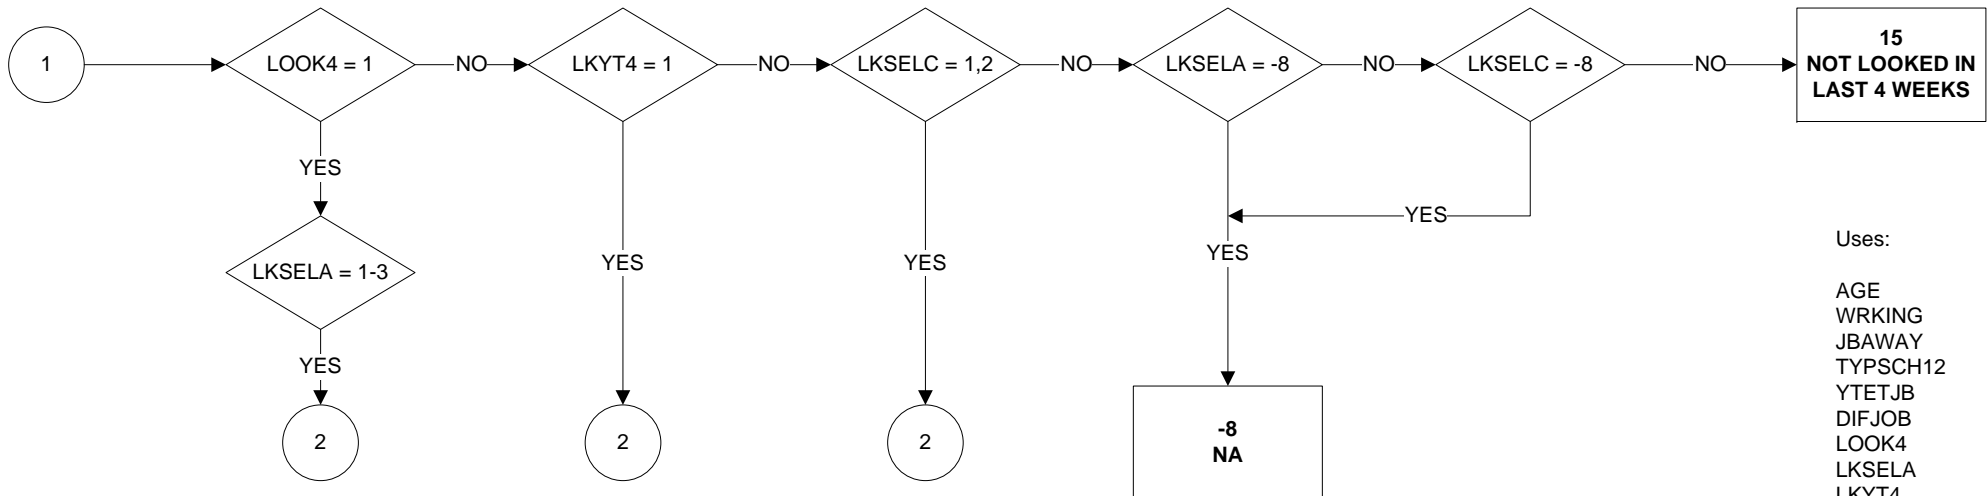 1
LOOK4 = 1
NO
LKYT4 = 1
NO
LKSELC = 1,2
NO
LKSELA = -8
NO
LKSELC = -8
NO
15
NOT LOOKED IN
LAST 4 WEEKS
YES
YES
YES
YES
YES
LKSELA = 1-3
YES
2
2
2
-8
NA
Uses:
AGE
WRKING
JBAWAY
TYPSCH12
YTETJB
DIFJOB
LOOK4
LKSELA
LKYT4